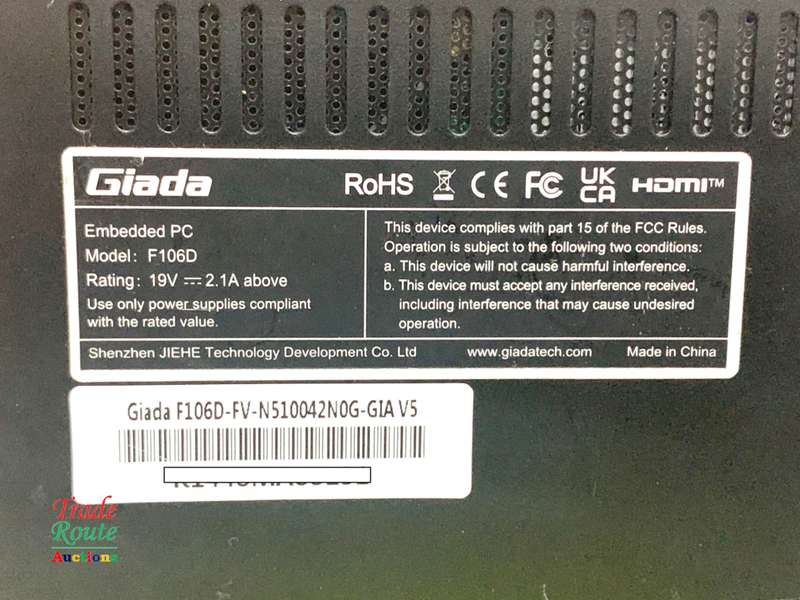 Giada
RoHS CE FC UK CA HDMI™
Embedded PC
Model: F106D
Rating: 19V ⎓ 2.1A above
Use only power supplies compliant
with the rated value.
This device complies with part 15 of the FCC Rules.
Operation is subject to the following two conditions:
a. This device will not cause harmful interference.
b. This device must accept any interference received,
including interference that may cause undesired
operation.
Shenzhen JIEHE Technology Development Co. Ltd www.giadatech.com Made in China
Giada F106D-FV-N510042N0G-GIA V5
Trade
Route
Auctions